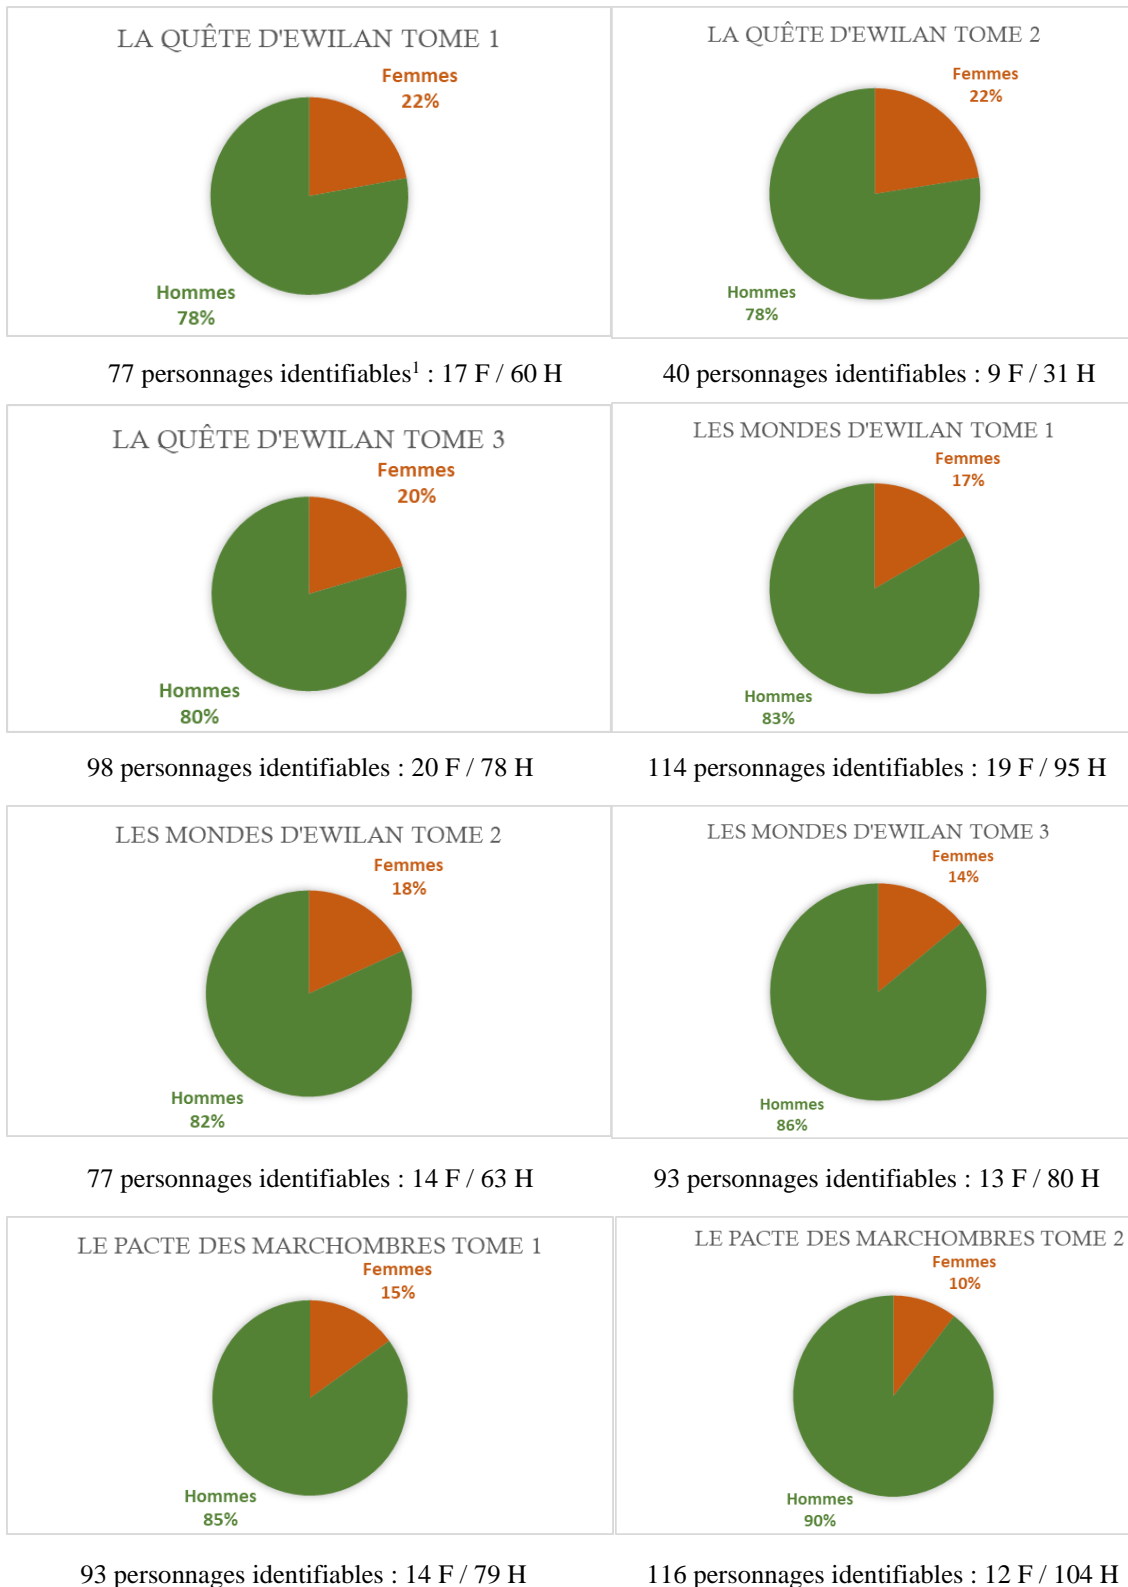 LA QUÊTE D'EWILAN TOME 1
Femmes
22%
Hommes
78%
LA QUÊTE D'EWILAN TOME 2
Femmes
22%
Hommes
78%
77 personnages identifiables1 : 17 F / 60 H
40 personnages identifiables : 9 F / 31 H
LA QUÊTE D'EWILAN TOME 3
Femmes
20%
Hommes
80%
LES MONDES D'EWILAN TOME 1
Femmes
17%
Hommes
83%
98 personnages identifiables : 20 F / 78 H
114 personnages identifiables : 19 F / 95 H
LES MONDES D'EWILAN TOME 2
Femmes
18%
Hommes
82%
LES MONDES D'EWILAN TOME 3
Femmes
14%
Hommes
86%
77 personnages identifiables : 14 F / 63 H
93 personnages identifiables : 13 F / 80 H
LE PACTE DES MARCHOMBRES TOME 1
Femmes
15%
Hommes
85%
LE PACTE DES MARCHOMBRES TOME 2
Femmes
10%
Hommes
90%
93 personnages identifiables : 14 F / 79 H
116 personnages identifiables : 12 F / 104 H